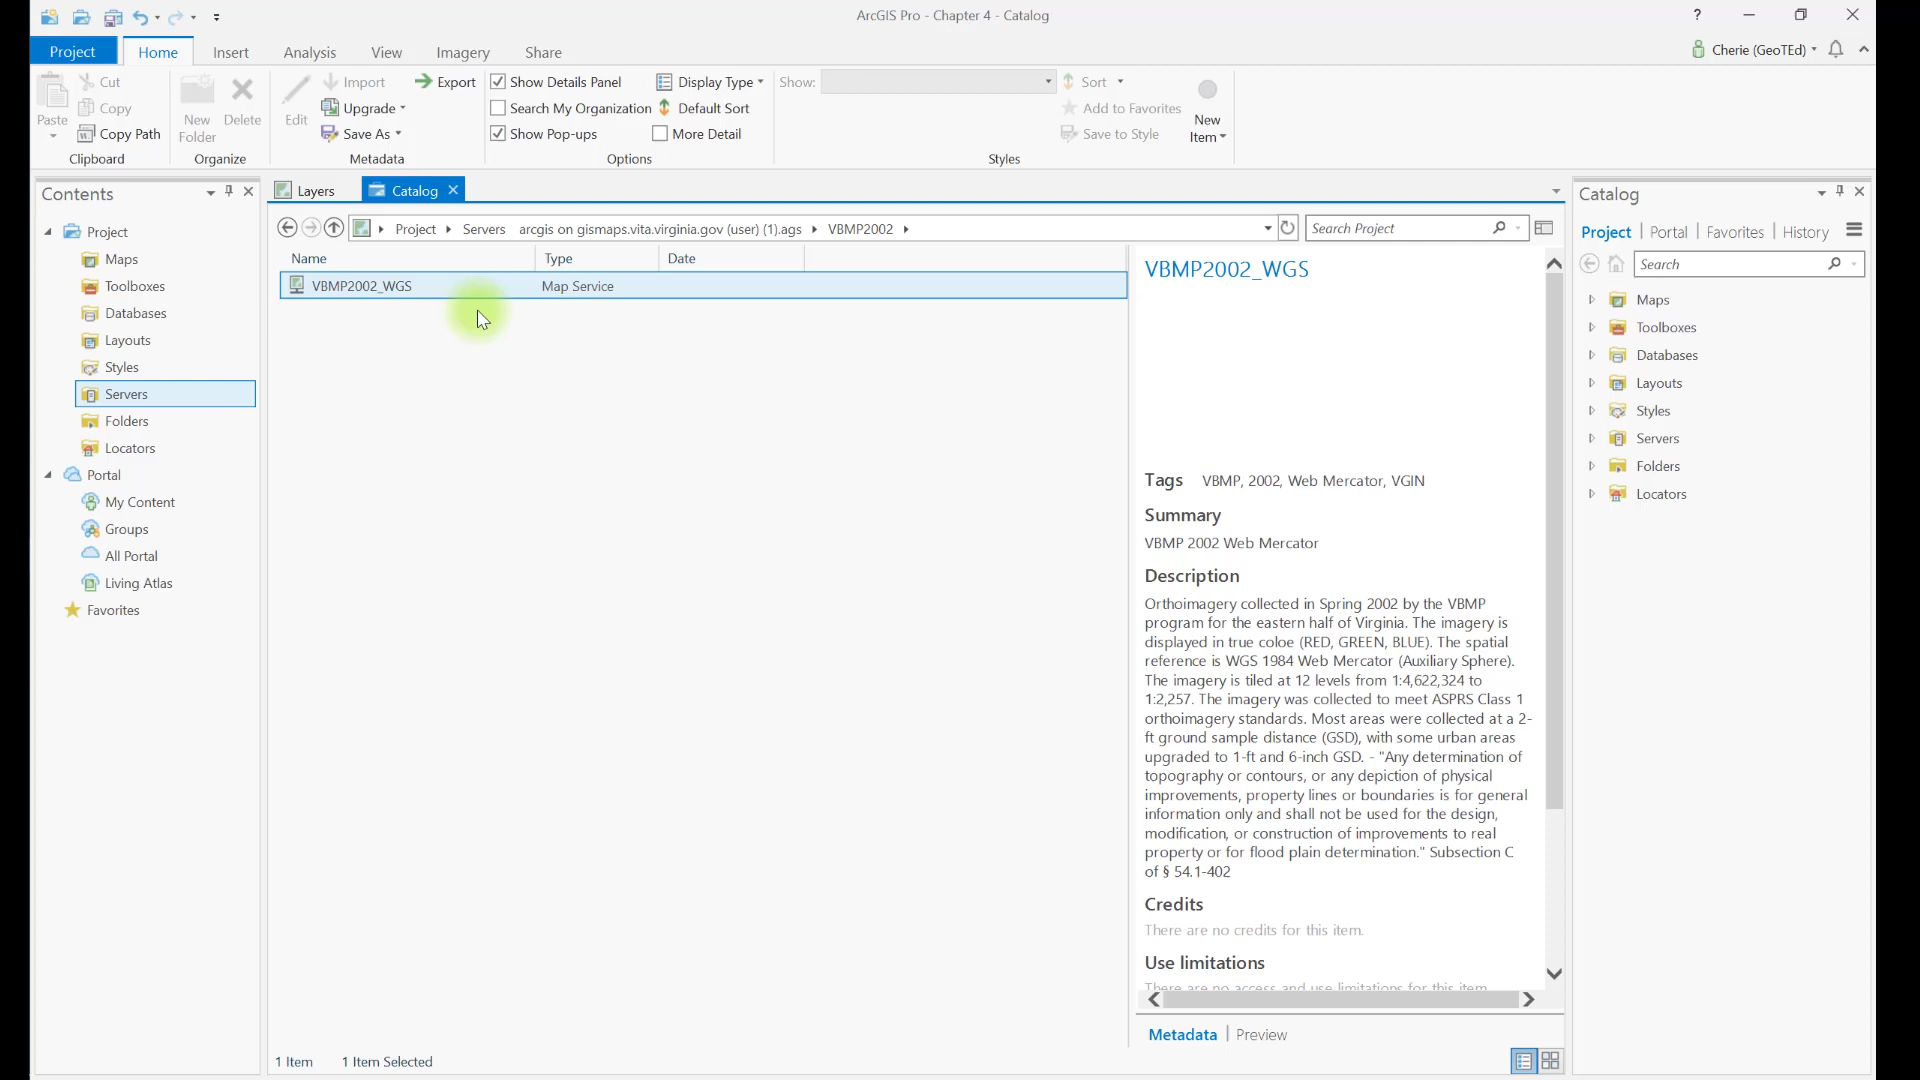 ArcGIS Pro - Chapter 4 - Catalog
?
Project
Home
Insert
Analysis
View
Imagery
Share
Cherie (GeoTEd)
Paste
Cut
Copy
Copy Path
Clipboard
New
Folder
Delete
Organize
Edit
Import
Upgrade
Save As
Export
Metadata
Show Details Panel
Search My Organization
Show Pop-ups
Display Type
Default Sort
More Detail
Options
Show:
Sort
Add to Favorites
Save to Style
New
Item
Styles
Contents
Project
Maps
Toolboxes
Databases
Layouts
Styles
Servers
Folders
Locators
Portal
My Content
Groups
All Portal
Living Atlas
Favorites
Layers
Catalog
Project
Servers
arcgis on gismaps.vita.virginia.gov (user) (1).ags
VBMP2002
Search Project
Name
Type
Date
VBMP2002_WGS
Map Service
1 Item
1 Item Selected
VBMP2002_WGS
Tags VBMP, 2002, Web Mercator, VGIN
Summary
VBMP 2002 Web Mercator
Description
Orthoimagery collected in Spring 2002 by the VBMP
program for the eastern half of Virginia. The imagery is
displayed in true coloe (RED, GREEN, BLUE). The spatial
reference is WGS 1984 Web Mercator (Auxiliary Sphere).
The imagery is tiled at 12 levels from 1:4,622,324 to
1:2,257. The imagery was collected to meet ASPRS Class 1
orthoimagery standards. Most areas were collected at a 2-
ft ground sample distance (GSD), with some urban areas
upgraded to 1-ft and 6-inch GSD. - "Any determination of
topography or contours, or any depiction of physical
improvements, property lines or boundaries is for general
information only and shall not be used for the design,
modification, or construction of improvements to real
property or for flood plain determination." Subsection C
of § 54.1-402
Credits
There are no credits for this item.
Use limitations
There are no access and use limitations for this item
Metadata
Preview
Catalog
Project
Portal
Favorites
History
Search
Maps
Toolboxes
Databases
Layouts
Styles
Servers
Folders
Locators